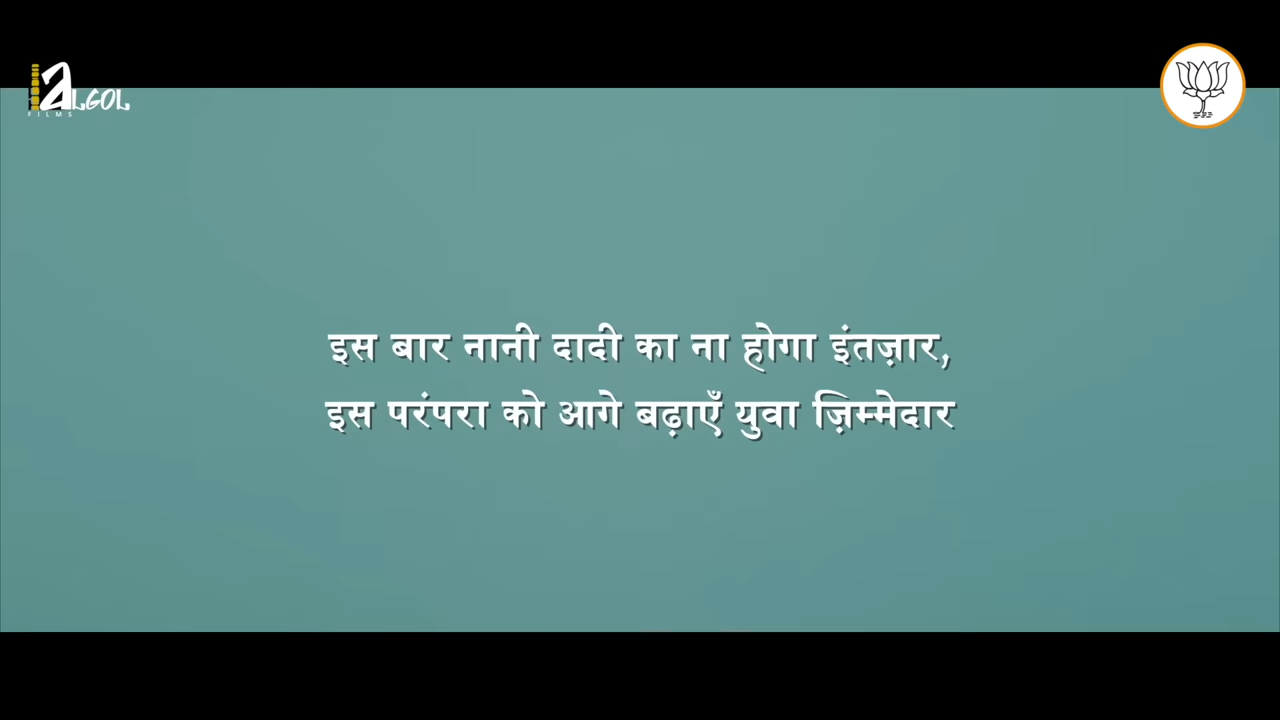 ALGOL
FILMS
इस बार नानी दादी का ना होगा इंतज़ार,
इस परंपरा को आगे बढ़ाएँ युवा ज़िम्मेदार